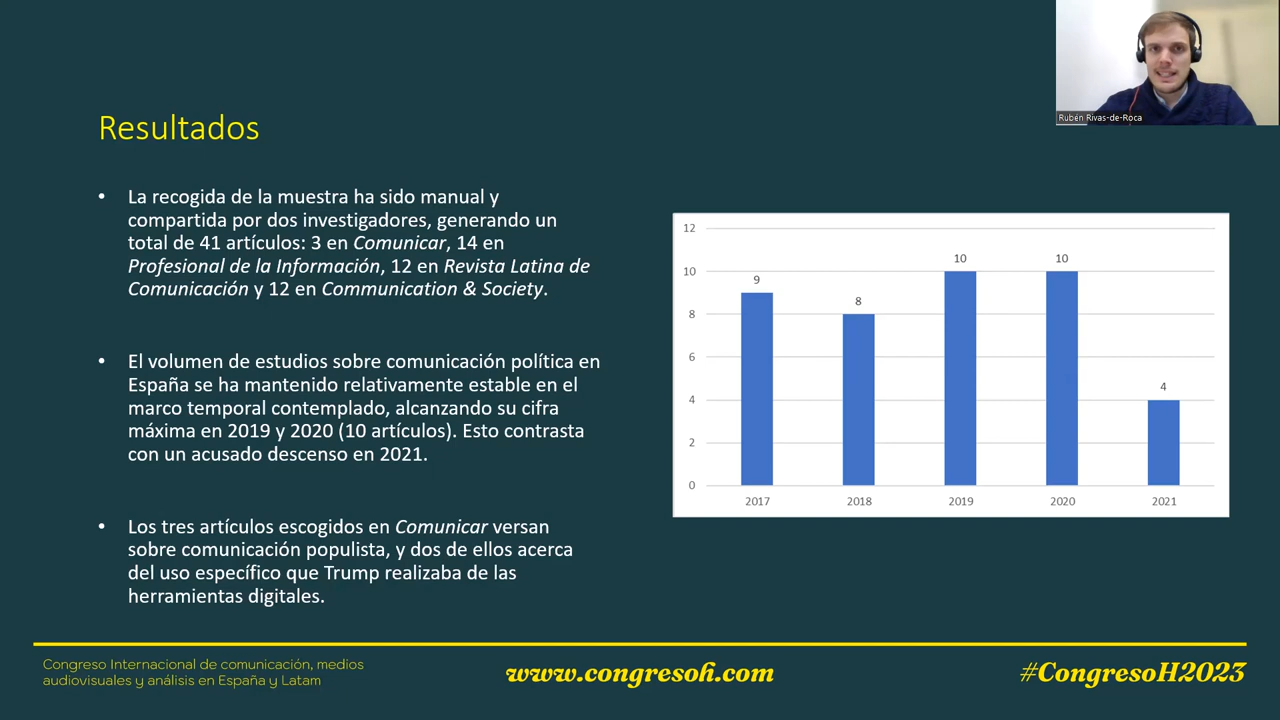 Rubén Rivas-de-Roca
Resultados
• La recogida de la muestra ha sido manual y
compartida por dos investigadores, generando un
total de 41 artículos: 3 en Comunicar, 14 en
Profesional de la Información, 12 en Revista Latina de
Comunicación y 12 en Communication & Society.
• El volumen de estudios sobre comunicación política en
España se ha mantenido relativamente estable en el
marco temporal contemplado, alcanzando su cifra
máxima en 2019 y 2020 (10 artículos). Esto contrasta
con un acusado descenso en 2021.
• Los tres artículos escogidos en Comunicar versan
sobre comunicación populista, y dos de ellos acerca
del uso específico que Trump realizaba de las
herramientas digitales.
12
10
8
6
4
2
0
9
8
10
10
4
2017 2018 2019 2020 2021
Congreso Internacional de comunicación, medios
audiovisuales y análisis en España y Latam
www.congresoh.com
#CongresoH2023